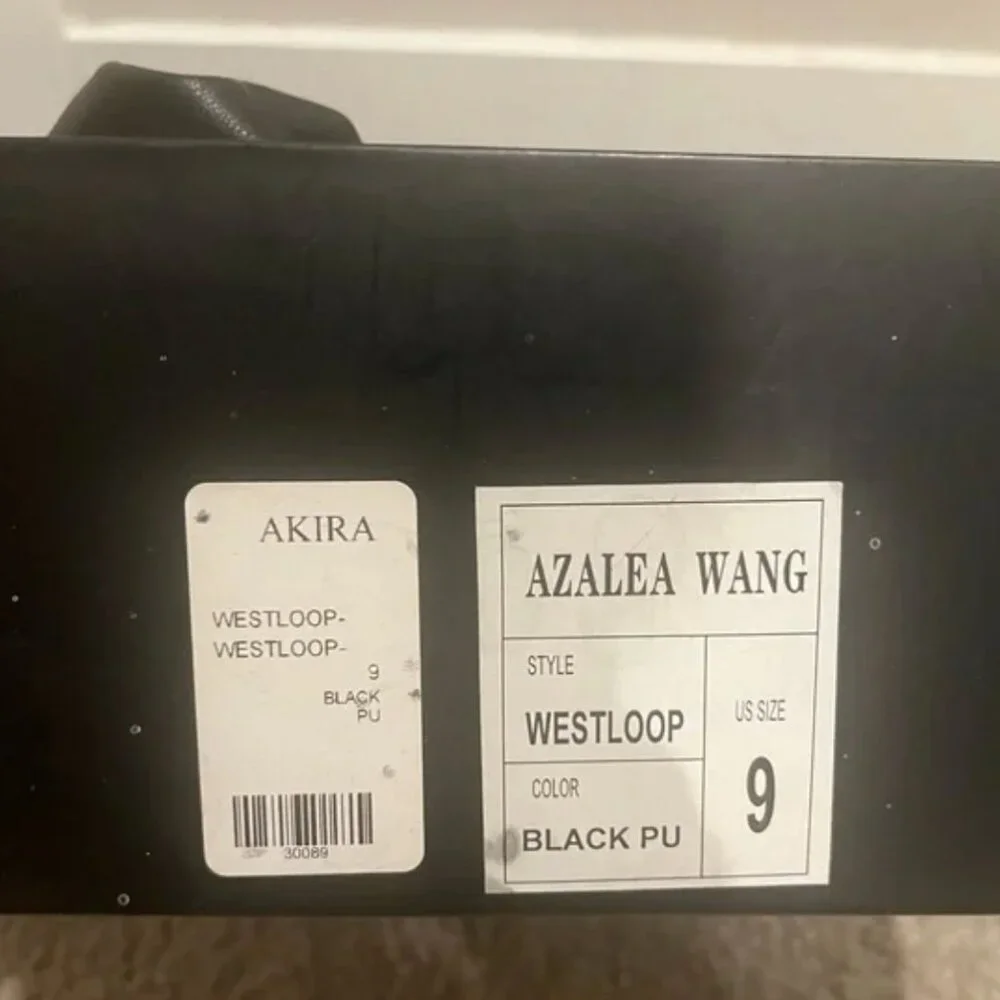 AKIRA
WESTLOOP-
WESTLOOP-
9
BLACK
PU
30089
AZALEA WANG
STYLE
WESTLOOP
COLOR
BLACK PU
US SIZE
9